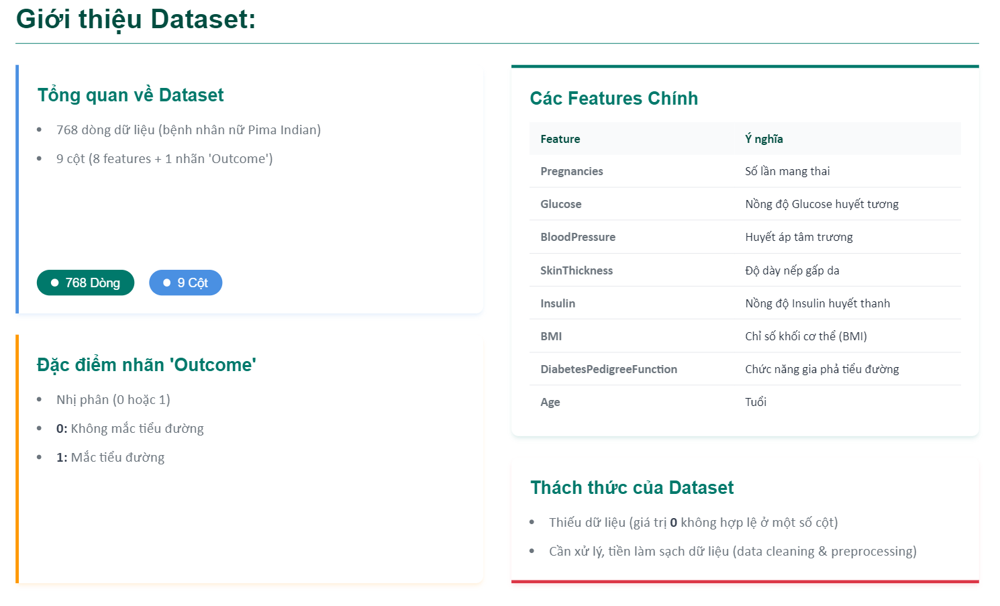 Giới thiệu Dataset:
Tổng quan về Dataset
768 dòng dữ liệu (bệnh nhân nữ Pima Indian)
9 cột (8 features + 1 nhãn 'Outcome')
768 Dòng
9 Cột
Đặc điểm nhãn 'Outcome'
Nhị phân (0 hoặc 1)
0: Không mắc tiểu đường
1: Mắc tiểu đường
Các Features Chính
Feature Ý nghĩa
Pregnancies Số lần mang thai
Glucose Nồng độ Glucose huyết tương
BloodPressure Huyết áp tâm trương
SkinThickness Độ dày nếp gấp da
Insulin Nồng độ Insulin huyết thanh
BMI Chỉ số khối cơ thể (BMI)
DiabetesPedigreeFunction Chức năng gia phả tiểu đường
Age Tuổi
Thách thức của Dataset
Thiếu dữ liệu (giá trị 0 không hợp lệ ở một số cột)
Cần xử lý, tiền làm sạch dữ liệu (data cleaning & preprocessing)